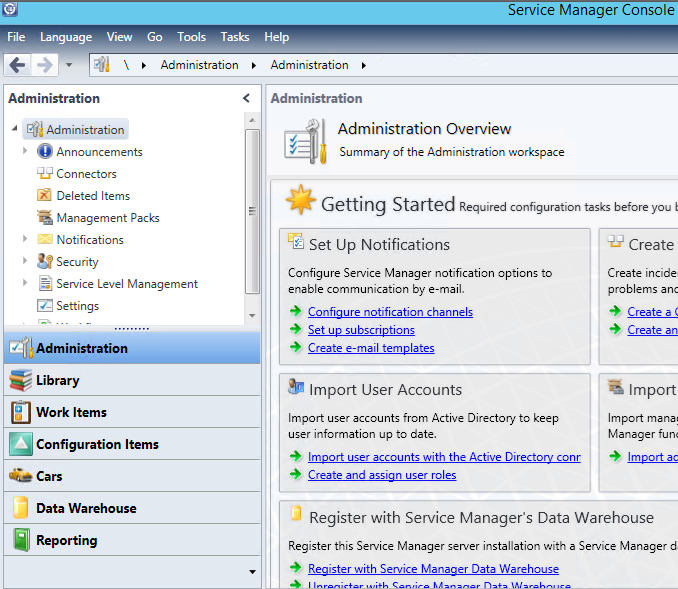 Service Manager Console
File Language View Go Tools Tasks Help
\ Administration Administration
Administration
Administration
Announcements
Connectors
Deleted Items
Management Packs
Notifications
Security
Service Level Management
Settings
Administration
Library
Work Items
Configuration Items
Cars
Data Warehouse
Reporting
Administration
Administration Overview
Summary of the Administration workspace
Getting Started Required configuration tasks before you b
Set Up Notifications
Configure Service Manager notification options to
enable communication by e-mail.
Configure notification channels
Set up subscriptions
Create e-mail templates
Create
Create incide
problems and
Create a C
Create an
Import User Accounts
Import user accounts from Active Directory to keep
user information up to date.
Import user accounts with the Active Directory conr
Create and assign user roles
Import
Import manag
Manager func
Import ad
Register with Service Manager's Data Warehouse
Register this Service Manager server installation with a Service Manager da
Register with Service Manager Data Warehouse
Unregister with Service Manager Data Warehouse